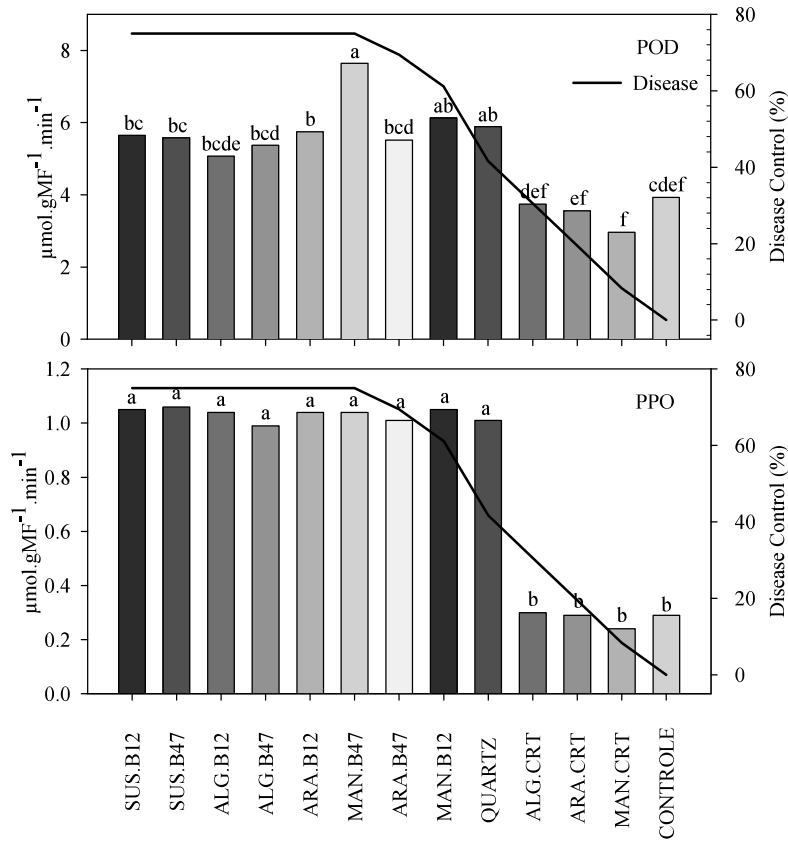 POD
Disease
8
6
4
2
0
µmol.gMF⁻¹.min⁻¹
80
60
40
20
0
Disease Control (%)
bc bc bcde bcd b a bcd ab ab def ef f cdef
PPO
1.2
1.0
0.8
0.6
0.4
0.2
0.0
µmol.gMF⁻¹.min⁻¹
80
60
40
20
0
Disease Control (%)
a a a a a a a a a b b b b
SUS.B12
SUS.B47
ALG.B12
ALG.B47
ARA.B12
MAN.B47
ARA.B47
MAN.B12
QUARTZ
ALG.CRT
ARA.CRT
MAN.CRT
CONTROLE